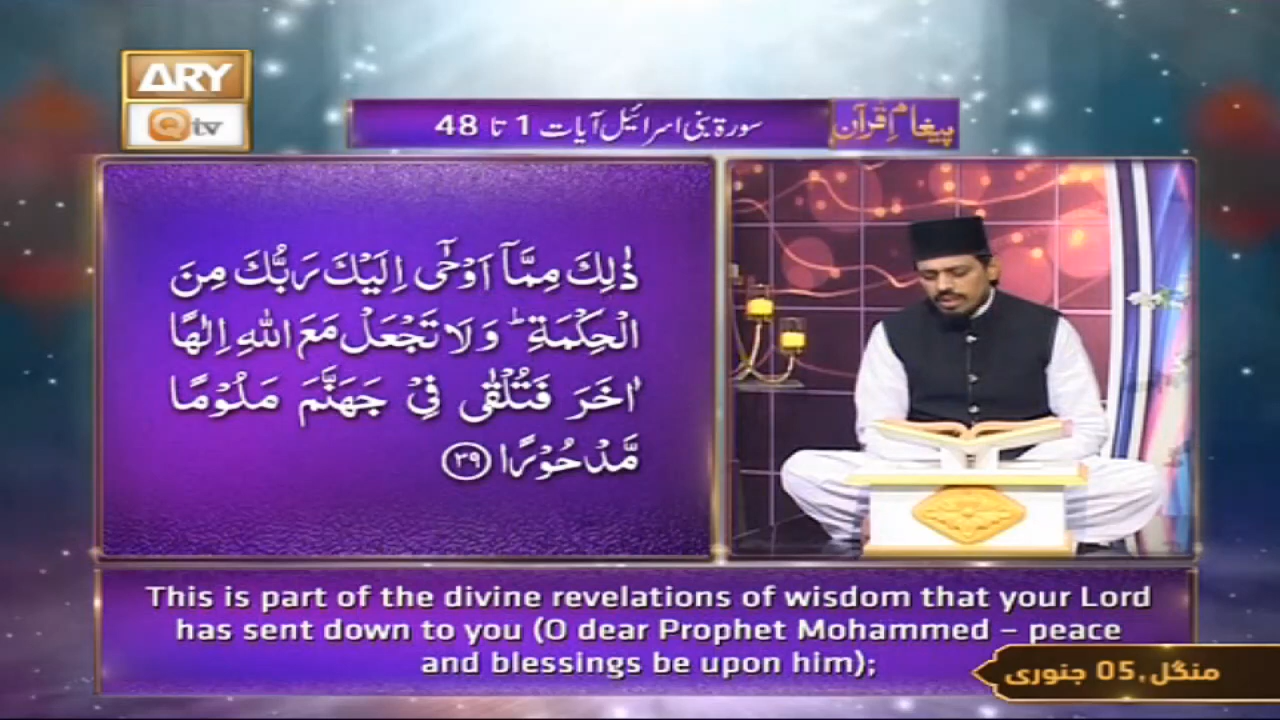 ARY
Qtv
پیغامِ قرآن
سورۃ بنی اسرائیل آیات 1 تا 48
ذٰلِكَ مِمَّاۤ اَوْحٰۤى اِلَیْكَ رَبُّكَ مِنَ
الْحِكْمَةِ ؕ وَ لَا تَجْعَلْ مَعَ اللّٰهِ اِلٰهًا
اٰخَرَ فَتُلْقٰى فِیْ جَهَنَّمَ مَلُوْمًا
مَّدْحُوْرًا ۳۹
This is part of the divine revelations of wisdom that your Lord
has sent down to you (O dear Prophet Mohammed – peace
and blessings be upon him);
منگل, 05 جنوری